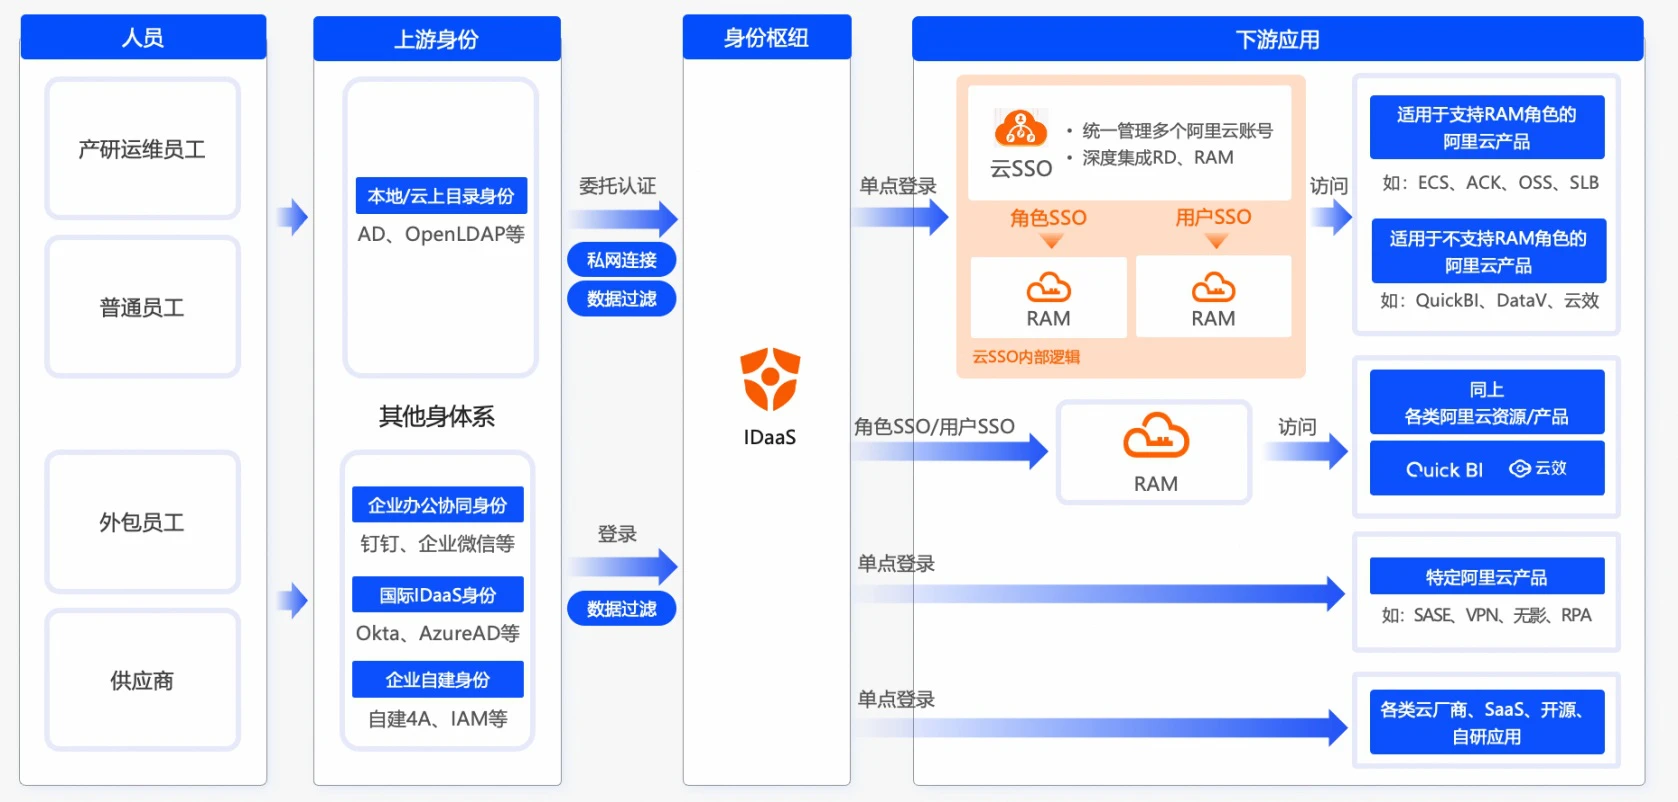 人员
产研运维员工
普通员工
外包员工
供应商
上游身份
本地/云上目录身份
AD、OpenLDAP等
其他身体系
企业办公协同身份
钉钉、企业微信等
国际IDaaS身份
Okta、AzureAD等
企业自建身份
自建4A、IAM等
委托认证
私网连接
数据过滤
登录
数据过滤
身份枢纽
IDaaS
下游应用
单点登录
云SSO
• 统一管理多个阿里云账号
• 深度集成RD、RAM
角色SSO
用户SSO
RAM
RAM
云SSO内部逻辑
访问
适用于支持RAM角色的
阿里云产品
如：ECS、ACK、OSS、SLB
适用于不支持RAM角色的
阿里云产品
如：QuickBI、DataV、云效
角色SSO/用户SSO
RAM
访问
同上
各类阿里云资源/产品
Quick BI
云效
单点登录
特定阿里云产品
如：SASE、VPN、无影、RPA
单点登录
各类云厂商、SaaS、开源、
自研应用